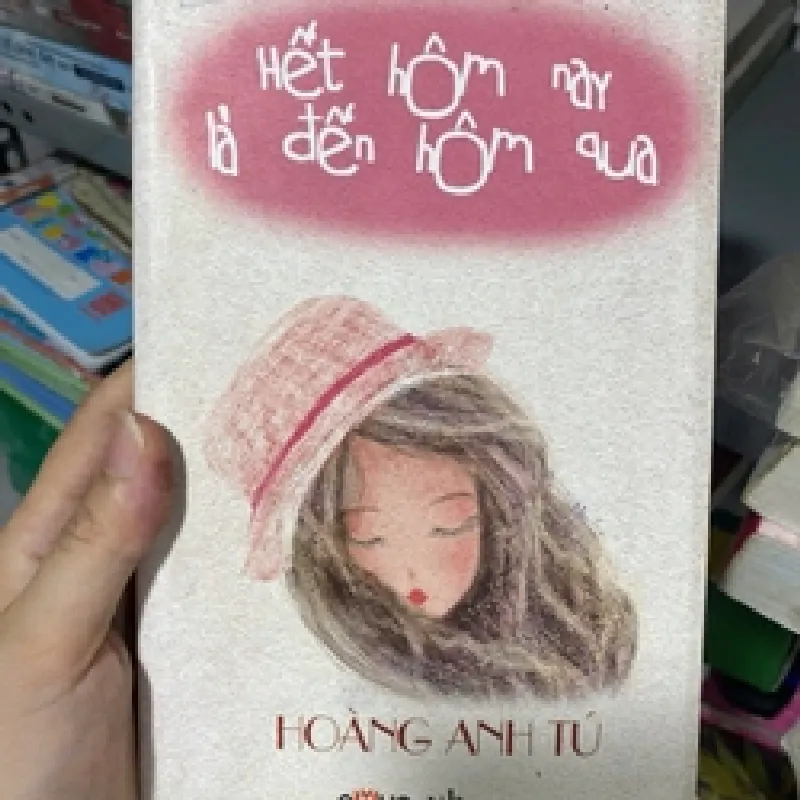 Hết hôm nay
là đến hôm qua
HOÀNG ANH TÚ